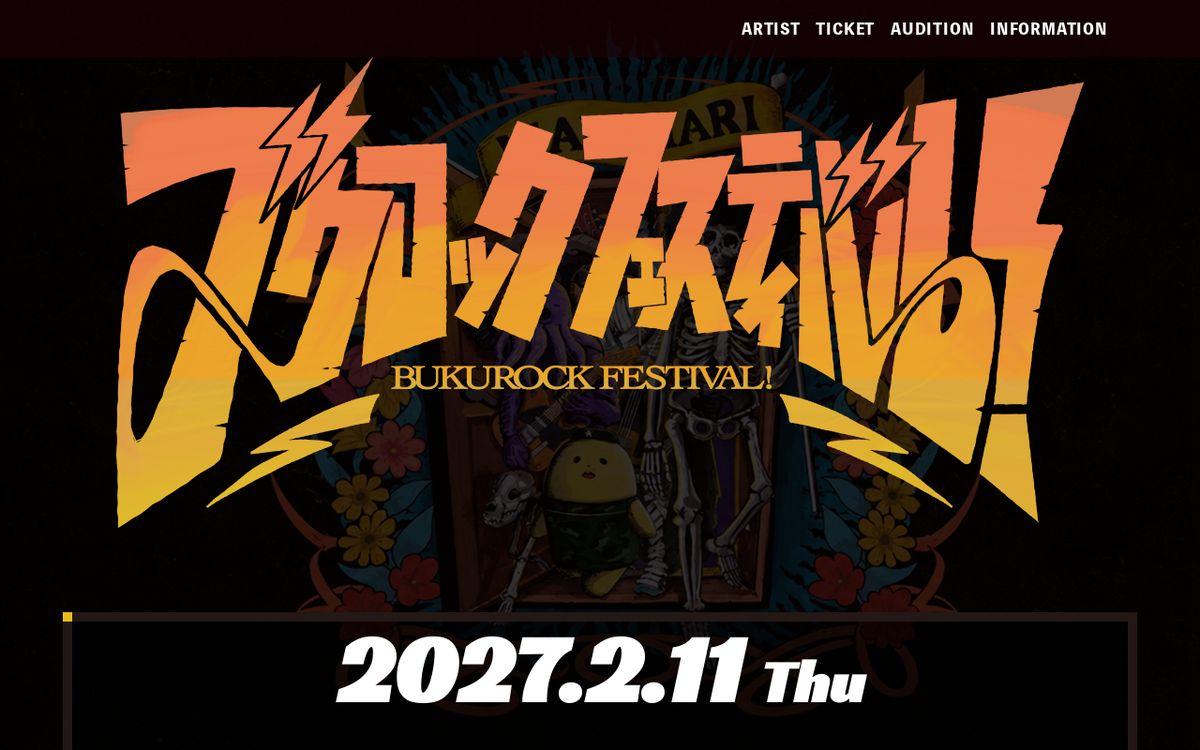 ARTIST TICKET AUDITION INFORMATION
ブクロックフェスティバル!
BUKUROCK FESTIVAL!
2027.2.11 Thu